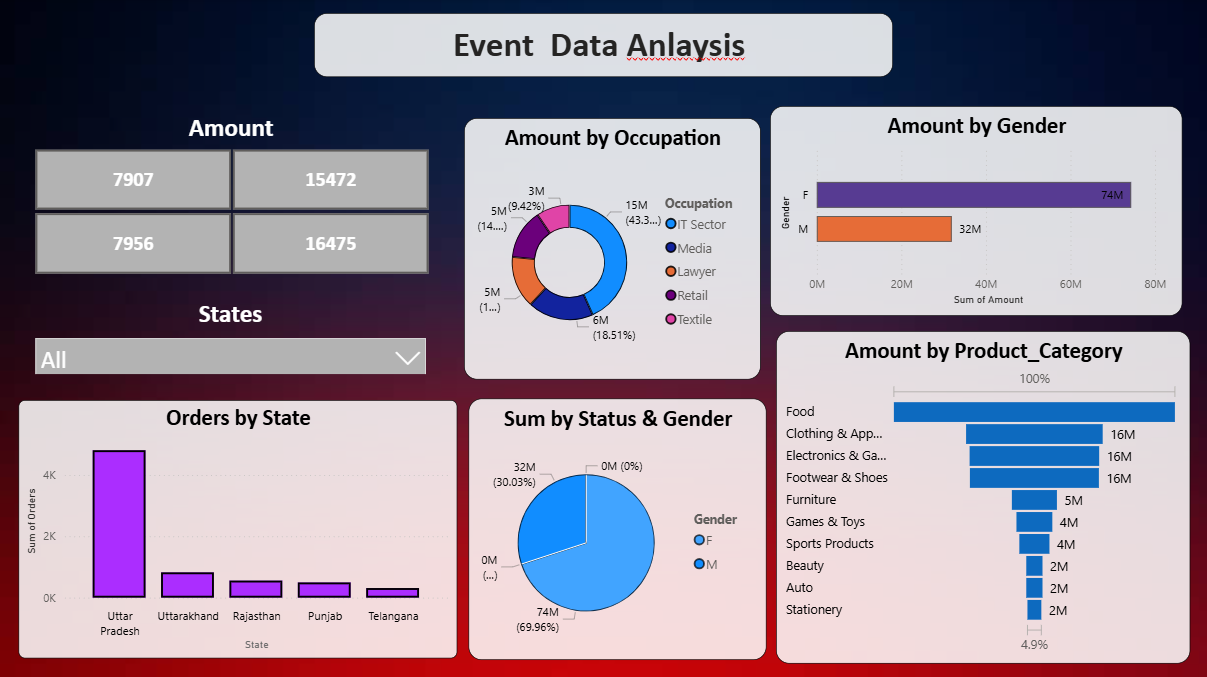 Event  Data Anlaysis
Amount
7907
15472
7956
16475
States
All
Orders by State
Sum of Orders
4K
2K
0K
Uttar
Pradesh
Uttarakhand
Rajasthan
Punjab
Telangana
State
Amount by Occupation
3M
(9.42%)
5M
(14....)
5M
(1...)
15M
(43.3...)
6M
(18.51%)
Occupation
IT Sector
Media
Lawyer
Retail
Textile
Sum by Status & Gender
32M
(30.03%)
0M (0%)
0M
(...)
74M
(69.96%)
Gender
F
M
Amount by Gender
Gender
F
74M
M
32M
0M
20M
40M
60M
80M
Sum of Amount
Amount by Product_Category
100%
Food
Clothing & App...
16M
Electronics & Ga...
16M
Footwear & Shoes
16M
Furniture
5M
Games & Toys
4M
Sports Products
4M
Beauty
2M
Auto
2M
Stationery
2M
4.9%